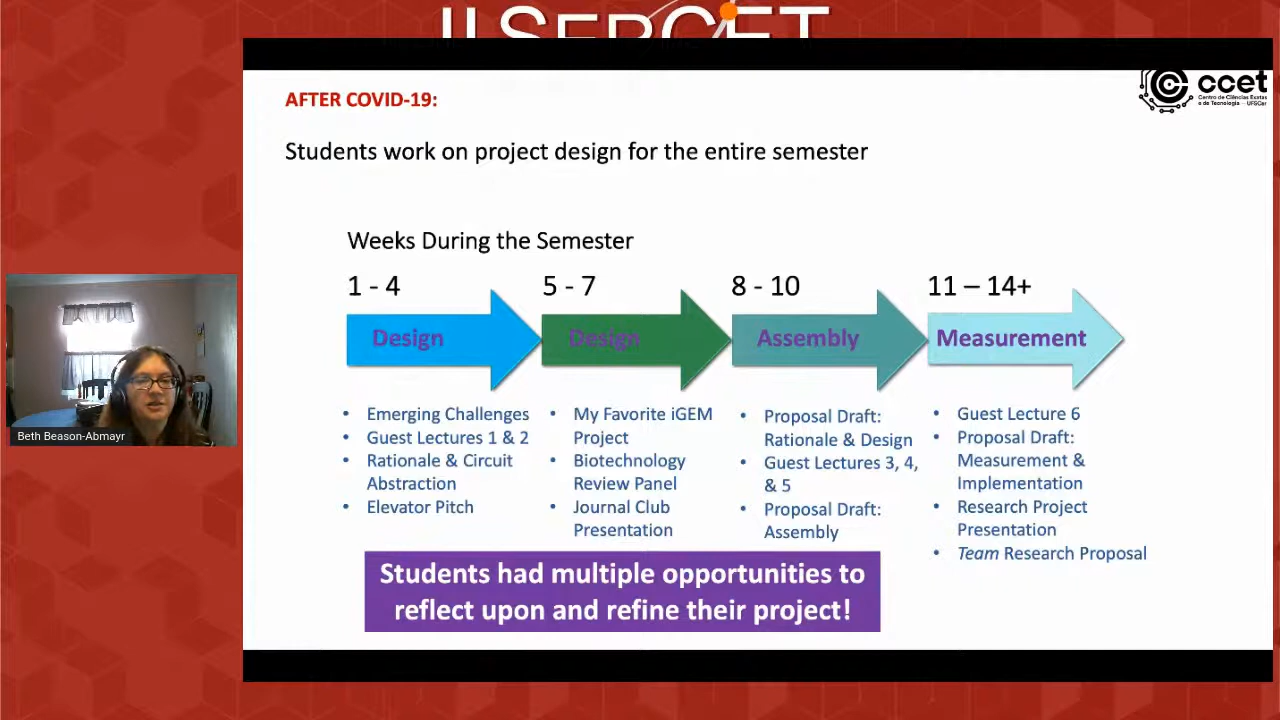 II SERCET
AFTER COVID-19:
ccet
Centro de Ciências Exatas
e de Tecnologia - UFSCar
Students work on project design for the entire semester
Weeks During the Semester
1 - 4
5 - 7
8 - 10
11 – 14+
Design
Design
Assembly
Measurement
• Emerging Challenges
• Guest Lectures 1 & 2
• Rationale & Circuit
Abstraction
• Elevator Pitch
• My Favorite iGEM
Project
• Biotechnology
Review Panel
• Journal Club
Presentation
• Proposal Draft:
Rationale & Design
• Guest Lectures 3, 4,
& 5
• Proposal Draft:
Assembly
• Guest Lecture 6
• Proposal Draft:
Measurement &
Implementation
• Research Project
Presentation
• Team Research Proposal
Students had multiple opportunities to
reflect upon and refine their project!
Beth Beason-Abmayr